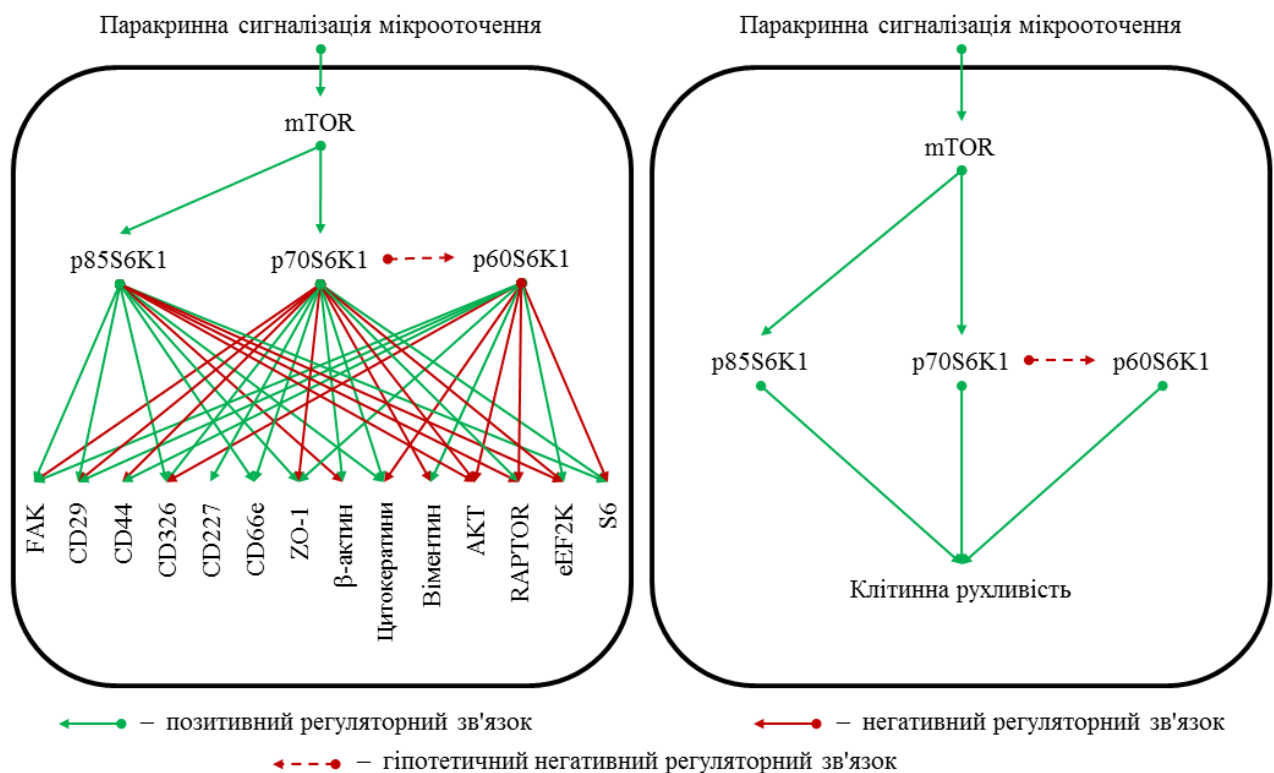 Паракринна сигналізація мікрооточення
mTOR
p85S6K1
p70S6K1
p60S6K1
FAK
CD29
CD44
CD326
CD227
CD66e
ZO-1
β-актин
Цитокератини
Віментин
AKT
RAPTOR
eEF2K
S6
Паракринна сигналізація мікрооточення
mTOR
p85S6K1
p70S6K1
p60S6K1
Клітинна рухливість
– позитивний регуляторний зв'язок
– негативний регуляторний зв'язок
– гіпотетичний негативний регуляторний зв'язок